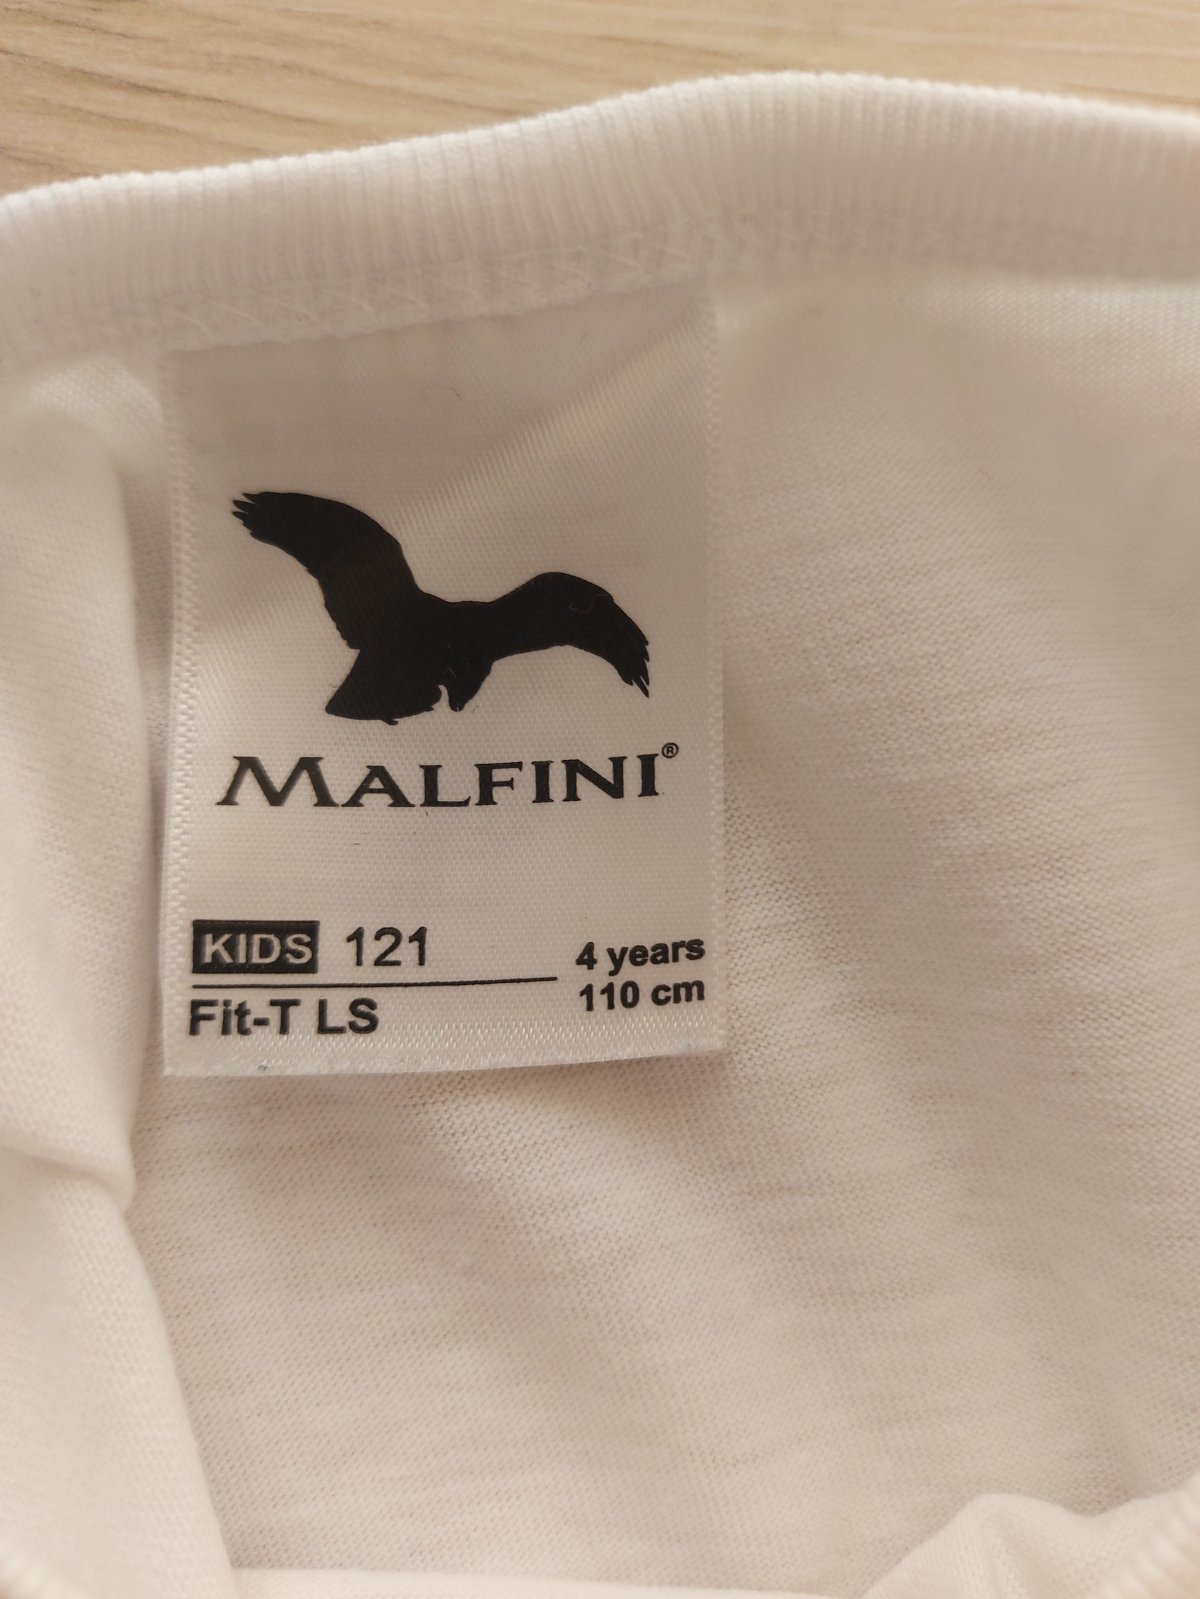 MALFINI®
KIDS 121
Fit-T LS
4 years
110 cm